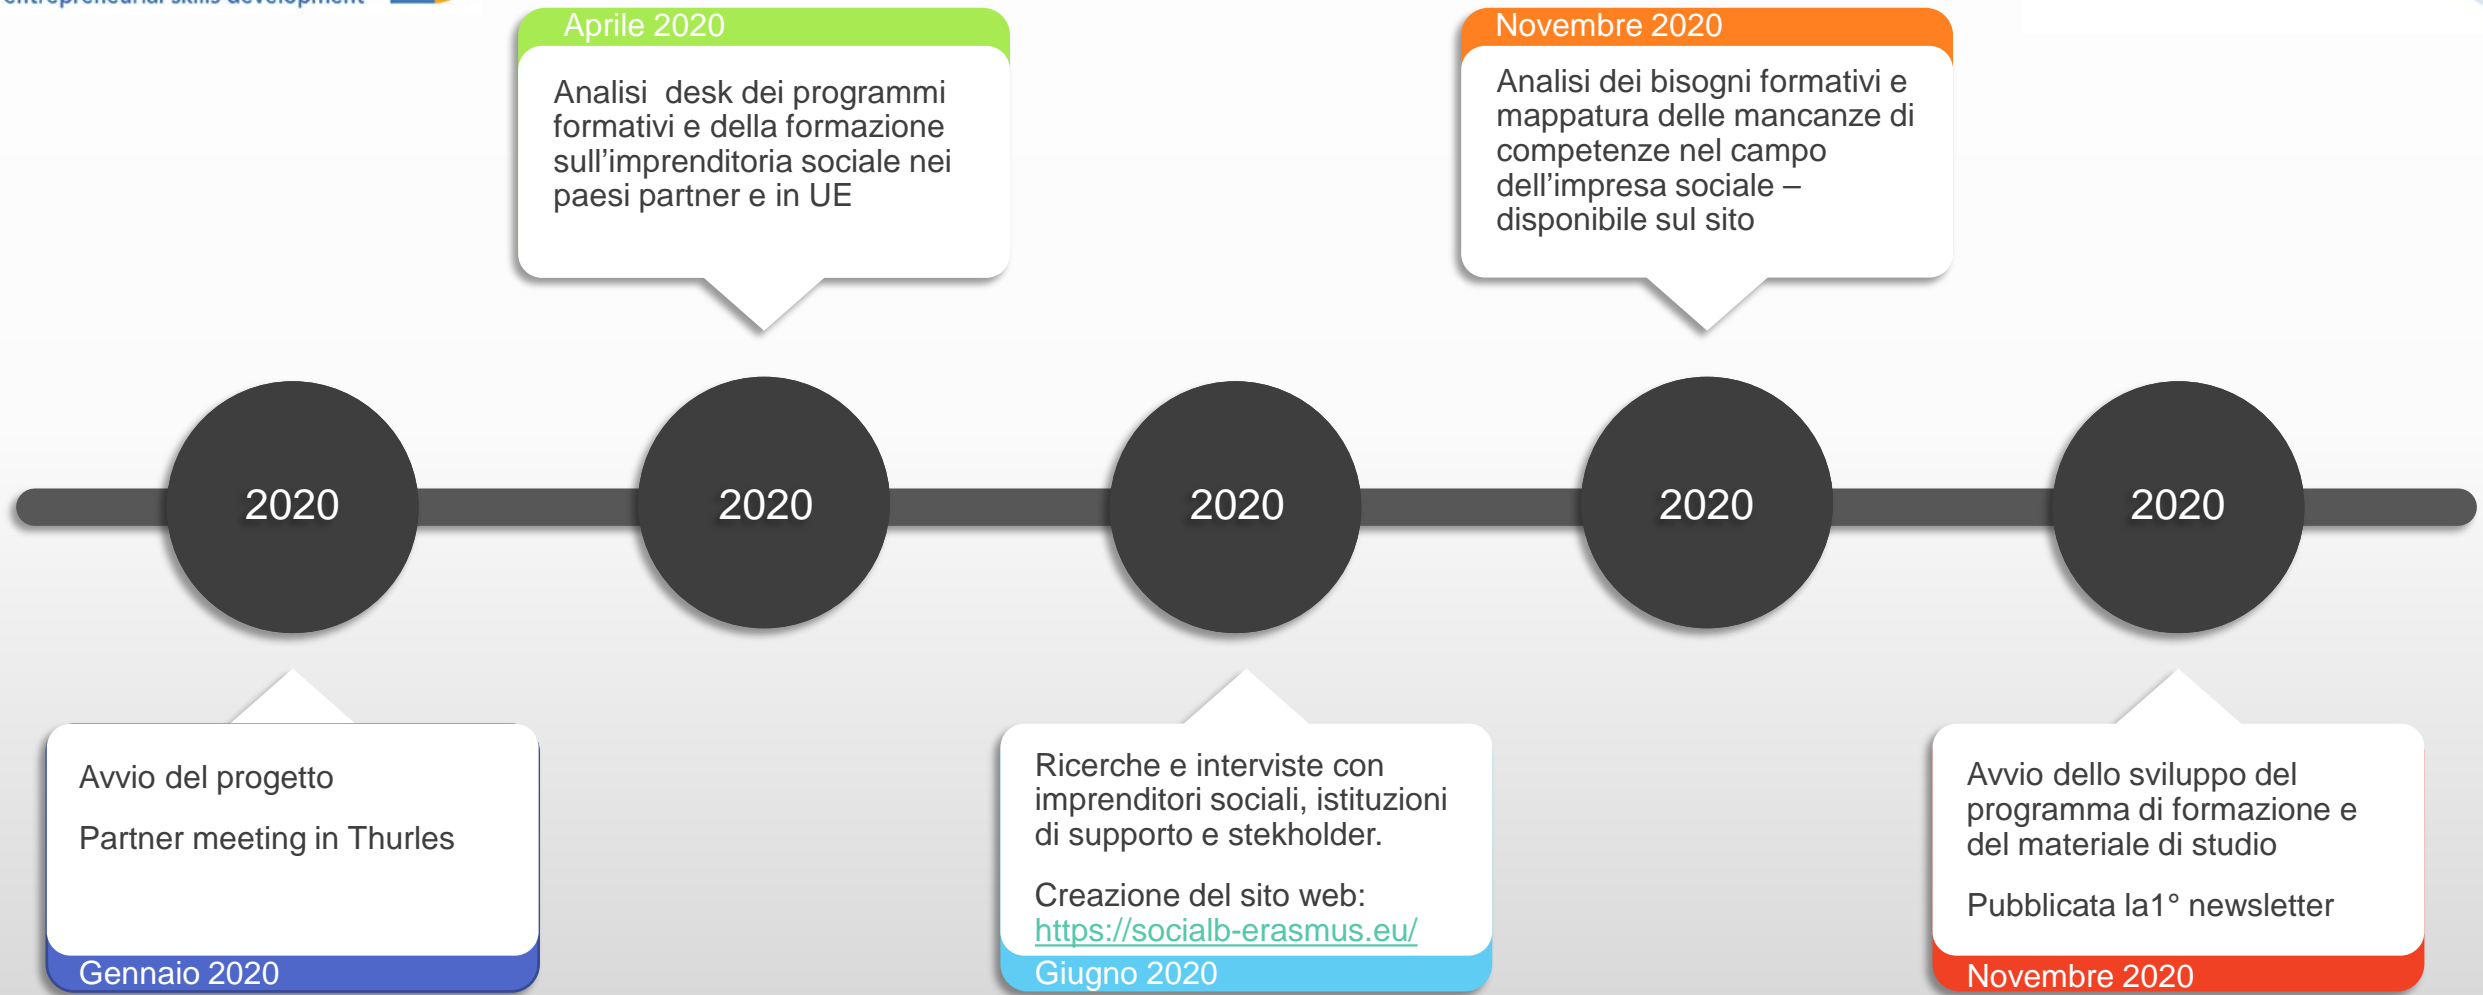 entrepreneurial skills development
Aprile 2020
Analisi  desk dei programmi
formativi e della formazione
sull’imprenditoria sociale nei
paesi partner e in UE
Novembre 2020
Analisi dei bisogni formativi e
mappatura delle mancanze di
competenze nel campo
dell’impresa sociale –
disponibile sul sito
2020
2020
2020
2020
2020
Avvio del progetto
Partner meeting in Thurles
Gennaio 2020
Ricerche e interviste con
imprenditori sociali, istituzioni
di supporto e stekholder.
Creazione del sito web:
https://socialb-erasmus.eu/
Giugno 2020
Avvio dello sviluppo del
programma di formazione e
del materiale di studio
Pubblicata la1° newsletter
Novembre 2020